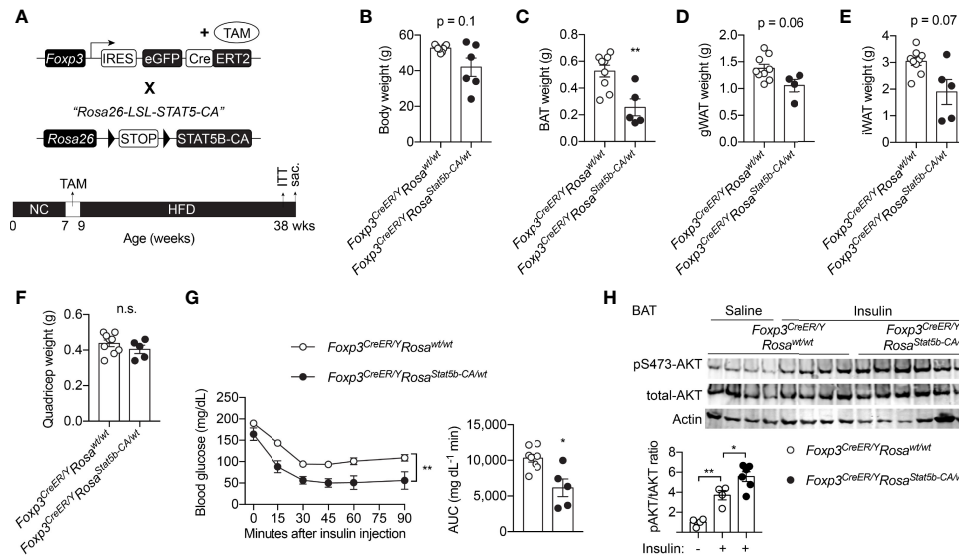 A
+ TAM
Foxp3 IRES eGFP Cre ERT2
X
"Rosa26-LSL-STAT5-CA"
Rosa26 STOP STAT5B-CA
TAM
ITT
sac.
NC HFD
0 7 9 38 wks
Age (weeks)
B
p = 0.1
Body weight (g)
60
40
20
0
Foxp3CreER/YRosawt/wt
Foxp3CreER/YRosaStat5b-CA/wt
C
**
BAT weight (g)
0.8
0.6
0.4
0.2
0.0
Foxp3CreER/YRosawt/wt
Foxp3CreER/YRosaStat5b-CA/wt
D
p = 0.06
gWAT weight (g)
2.0
1.5
1.0
0.5
0.0
Foxp3CreER/YRosawt/wt
Foxp3CreER/YRosaStat5b-CA/wt
E
p = 0.07
iWAT weight (g)
5
4
3
2
1
0
Foxp3CreER/YRosawt/wt
Foxp3CreER/YRosaStat5b-CA/wt
F
n.s.
Quadricep weight (g)
0.6
0.4
0.2
0.0
Foxp3CreER/YRosawt/wt
Foxp3CreER/YRosaStat5b-CA/wt
G
Foxp3CreER/YRosawt/wt
Foxp3CreER/YRosaStat5b-CA/wt
Blood glucose (mg/dL)
250
200
150
100
50
0
**
0 15 30 45 60 75 90
Minutes after insulin injection
AUC (mg dL-1 min)
15,000
10,000
5,000
0
*
H
BAT
Saline Insulin
Foxp3CreER/Y Foxp3CreER/Y
Rosawt/wt RosaStat5b-CA/
pS473-AKT
total-AKT
Actin
pAKT/tAKT ratio
8
6
4
2
** *
Foxp3CreER/YRosawt/wt
Foxp3CreER/YRosaStat5b-CA/
Insulin: - + +